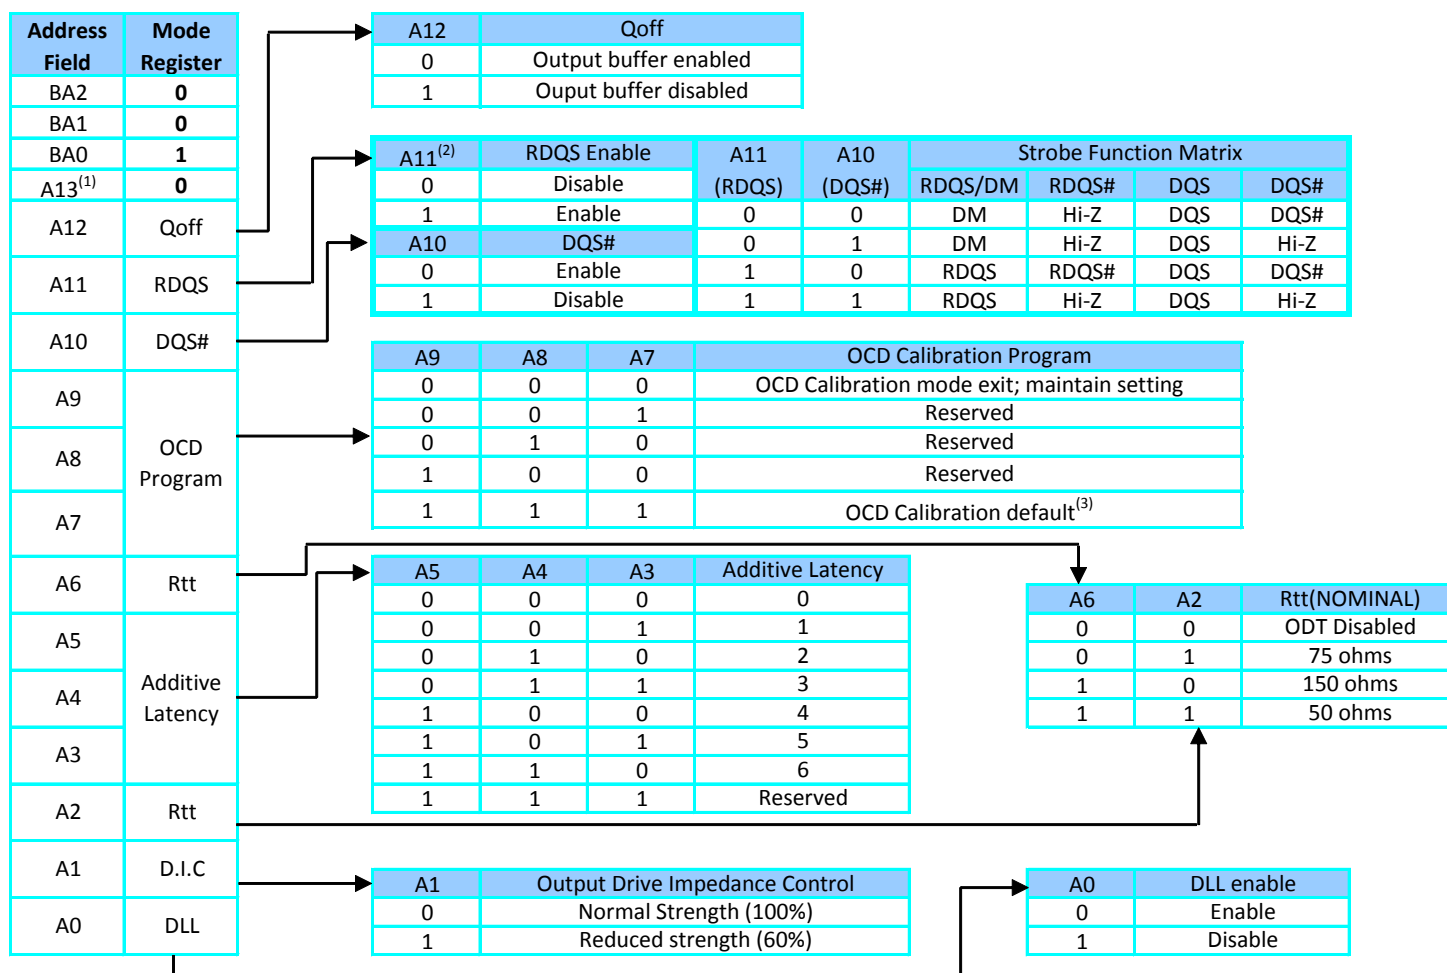 Address Field Mode Register
BA2 0
BA1 0
BA0 1
A13(1) 0
A12 Qoff
A11 RDQS
A10 DQS#
A9
A8 OCD Program
A7
A6 Rtt
A5
A4 Additive Latency
A3
A2 Rtt
A1 D.I.C
A0 DLL
A12 Qoff
0 Output buffer enabled
1 Ouput buffer disabled
A11(2) RDQS Enable
0 Disable
1 Enable
A10 DQS#
0 Enable
1 Disable
A11 (RDQS) A10 (DQS#) Strobe Function Matrix
RDQS/DM RDQS# DQS DQS#
0 0 DM Hi-Z DQS DQS#
0 1 DM Hi-Z DQS Hi-Z
1 0 RDQS RDQS# DQS DQS#
1 1 RDQS Hi-Z DQS Hi-Z
A9 A8 A7 OCD Calibration Program
0 0 0 OCD Calibration mode exit; maintain setting
0 0 1 Reserved
0 1 0 Reserved
1 0 0 Reserved
1 1 1 OCD Calibration default(3)
A5 A4 A3 Additive Latency
0 0 0 0
0 0 1 1
0 1 0 2
0 1 1 3
1 0 0 4
1 0 1 5
1 1 0 6
1 1 1 Reserved
A6 A2 Rtt(NOMINAL)
0 0 ODT Disabled
0 1 75 ohms
1 0 150 ohms
1 1 50 ohms
A1 Output Drive Impedance Control
0 Normal Strength (100%)
1 Reduced strength (60%)
A0 DLL enable
0 Enable
1 Disable